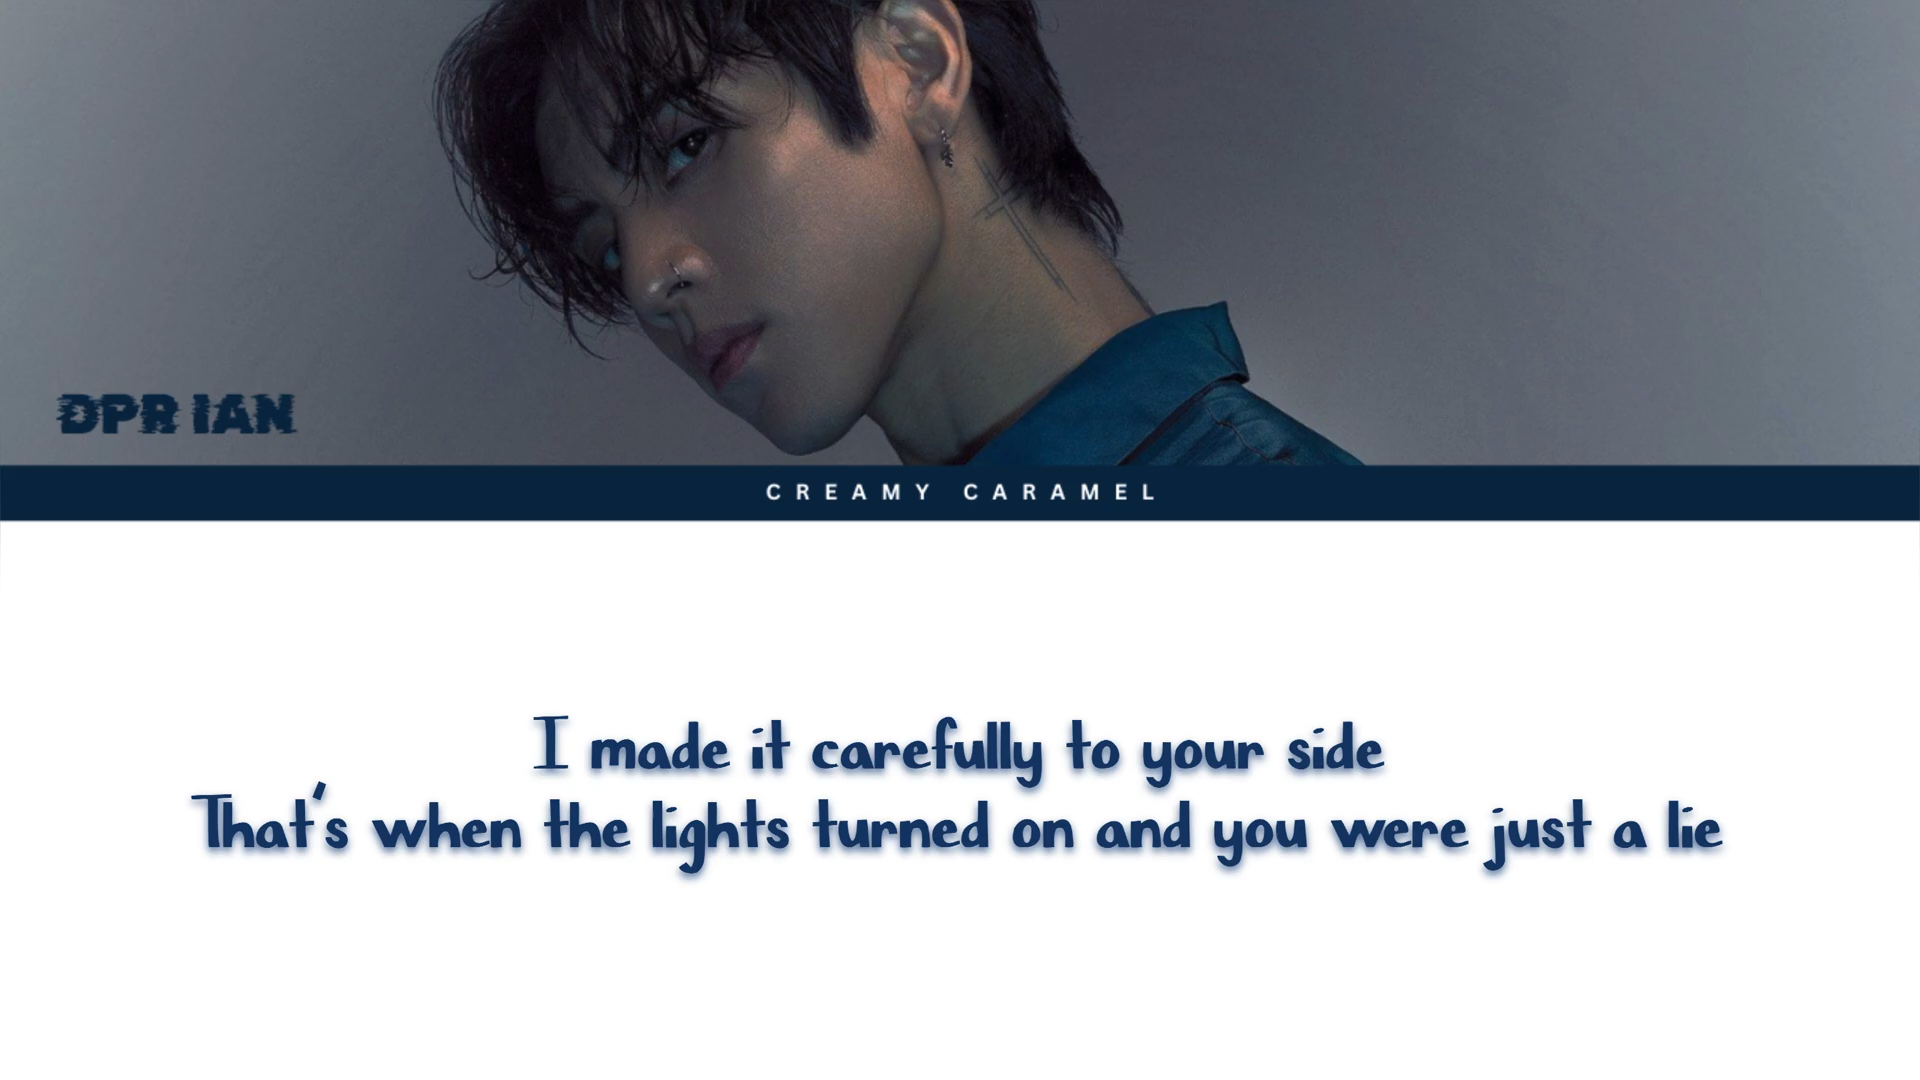 DPR IAN
CREAMY CARAMEL
I made it carefully to your side
That's when the lights turned on and you were just a lie